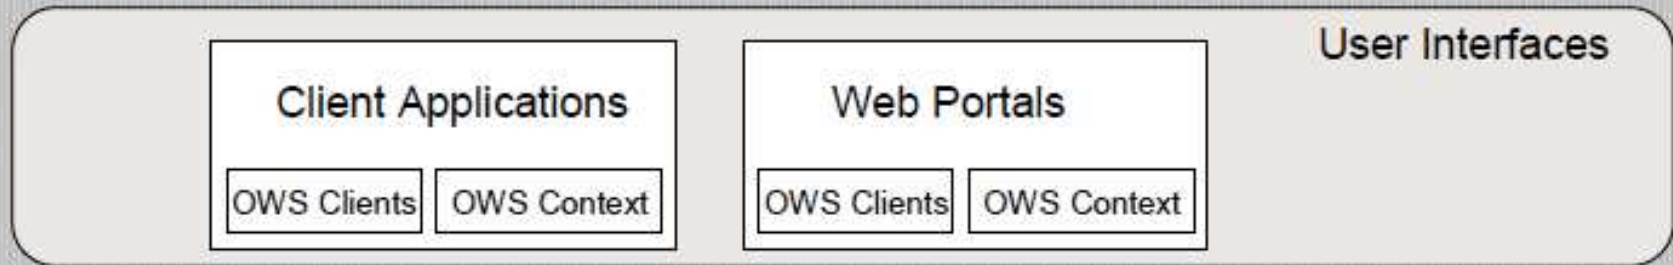 User Interfaces
Client Applications
OWS Clients
OWS Context
Web Portals
OWS Clients
OWS Context